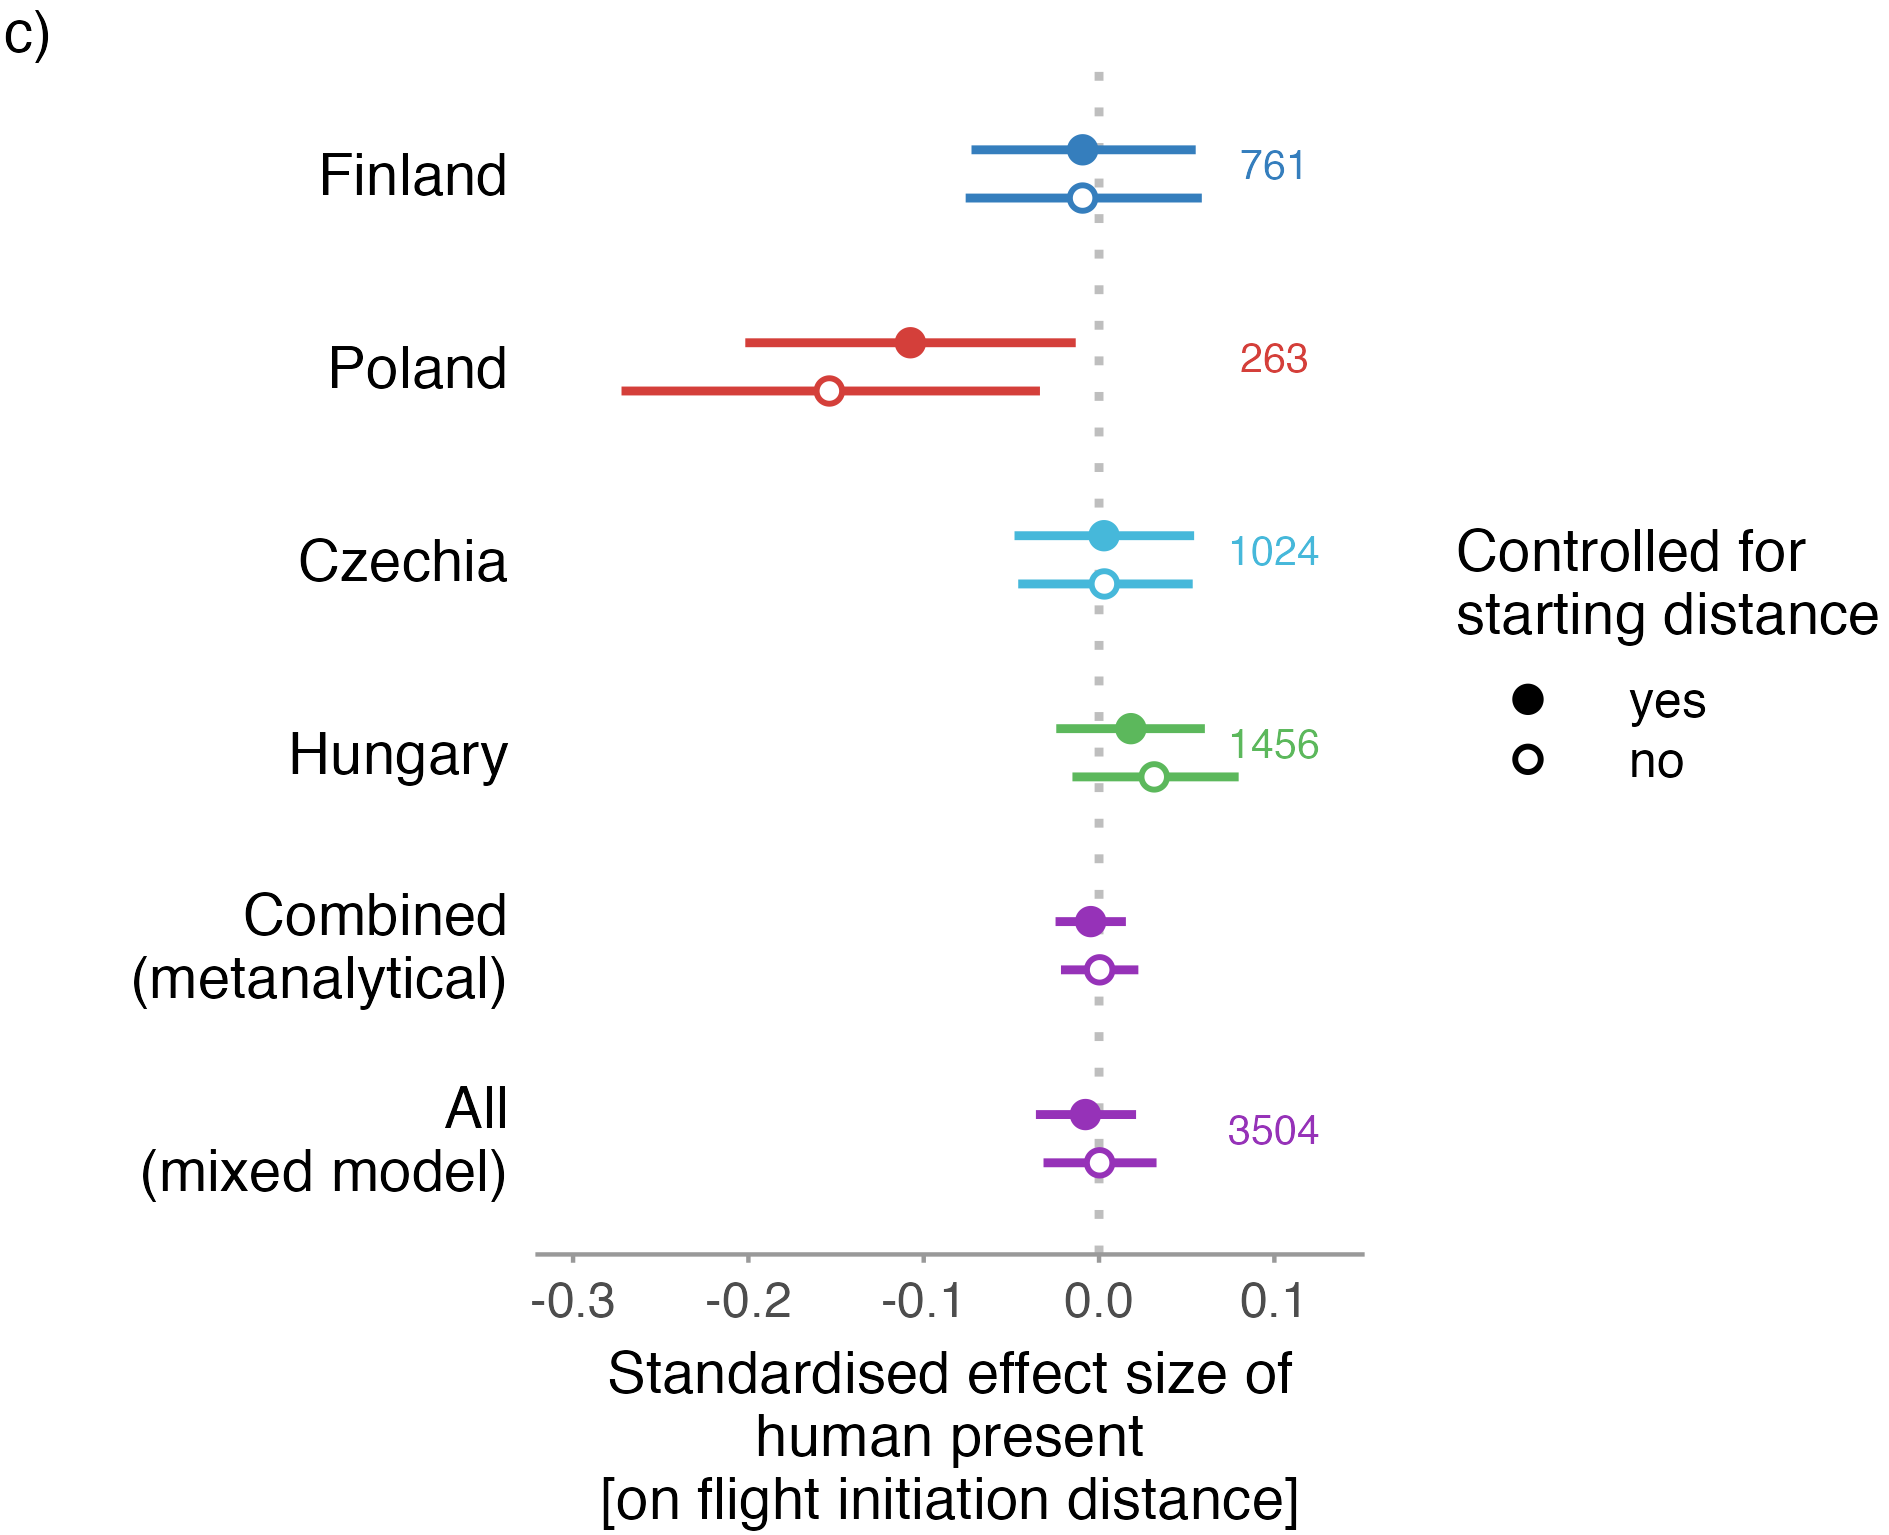 c)
Finland
761
Poland
263
Czechia
1024
Hungary
1456
Combined
(metanalytical)
All
(mixed model)
3504
Controlled for
starting distance
yes
no
-0.3 -0.2 -0.1 0.0 0.1
Standardised effect size of
human present
[on flight initiation distance]